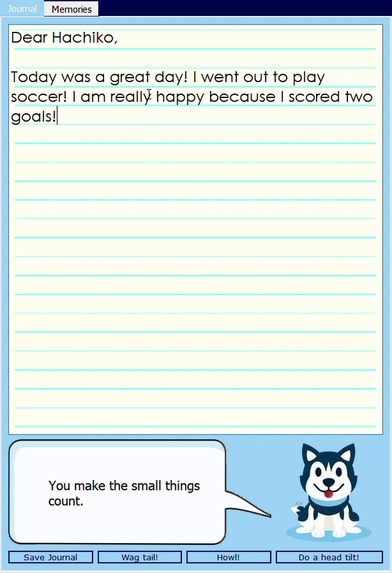 Journal Memories
Dear Hachiko,
Today was a great day! I went out to play
soccer! I am really happy because I scored two
goals!
You make the small things
count.
Save Journal Wag tail! Howl! Do a head tilt!